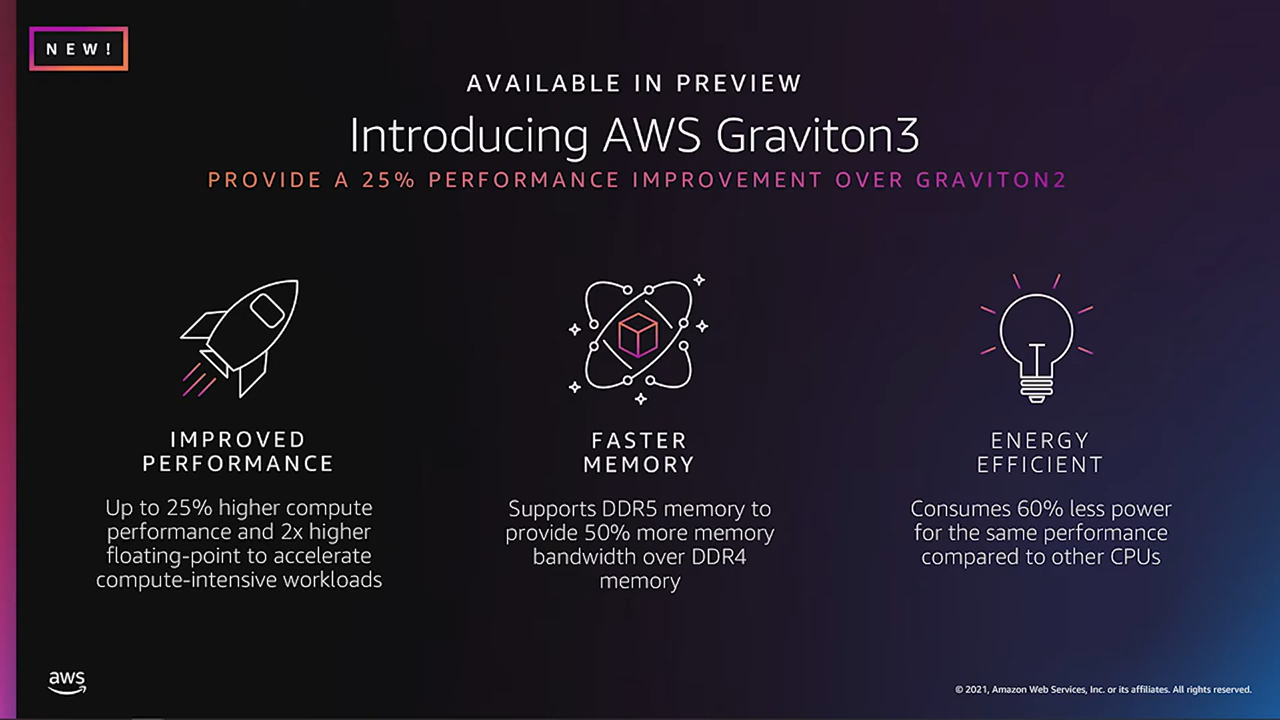 NEW!
AVAILABLE IN PREVIEW
Introducing AWS Graviton3
PROVIDE A 25% PERFORMANCE IMPROVEMENT OVER GRAVITON2
IMPROVED
PERFORMANCE
Up to 25% higher compute
performance and 2x higher
floating-point to accelerate
compute-intensive workloads
FASTER
MEMORY
Supports DDR5 memory to
provide 50% more memory
bandwidth over DDR4
memory
ENERGY
EFFICIENT
Consumes 60% less power
for the same performance
compared to other CPUs
aws
© 2021, Amazon Web Services, Inc. or its affiliates. All rights reserved.